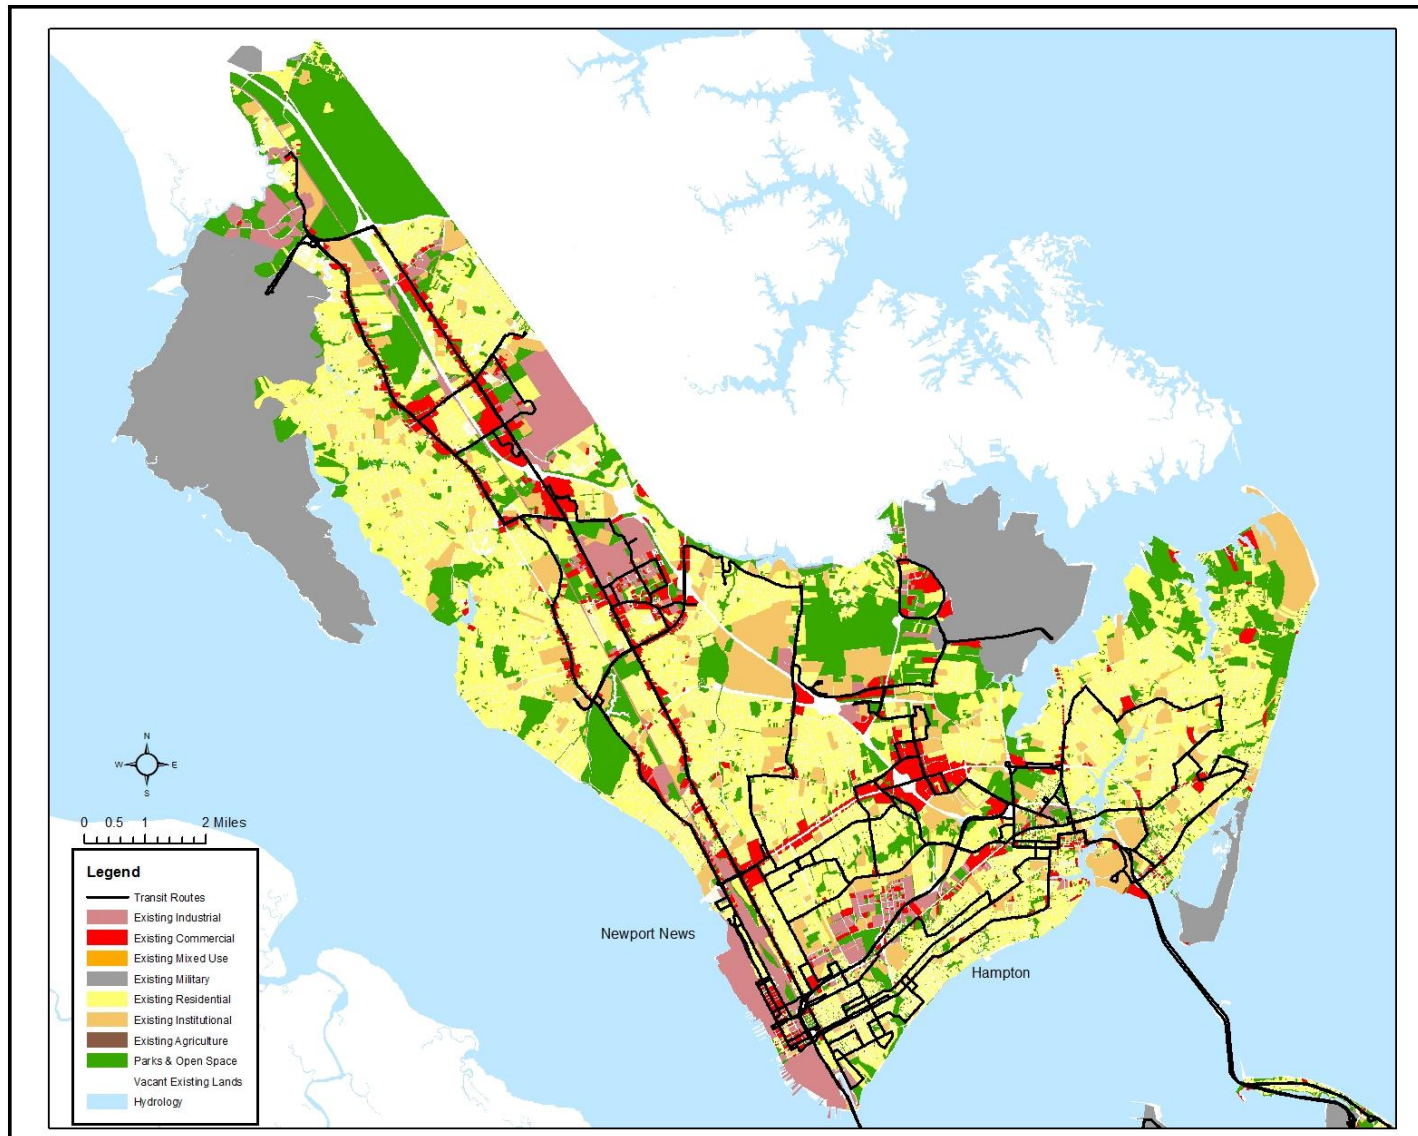 N
W E
S
0 0.5 1 2 Miles
Legend
Transit Routes
Existing Industrial
Existing Commercial
Existing Mixed Use
Existing Military
Existing Residential
Existing Institutional
Existing Agriculture
Parks & Open Space
Vacant Existing Lands
Hydrology
Newport News
Hampton